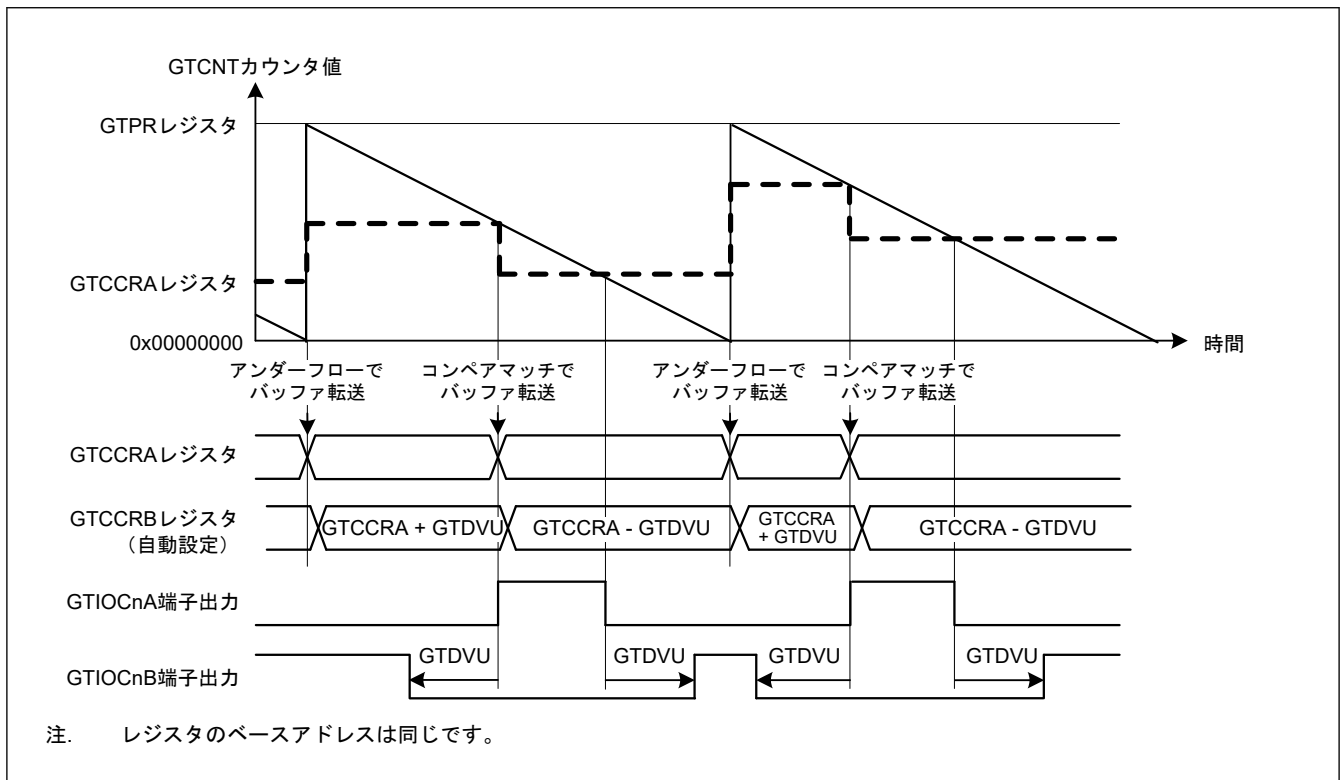 GTCNTカウンタ値
GTPRレジスタ
GTCCRAレジスタ
0x00000000
時間
アンダーフローで
バッファ転送
コンペアマッチで
バッファ転送
アンダーフローで
バッファ転送
コンペアマッチで
バッファ転送
GTCCRAレジスタ
GTCCRBレジスタ
(自動設定)
GTCCRA + GTDVU
GTCCRA - GTDVU
GTCCRA
+ GTDVU
GTCCRA - GTDVU
GTIOCnA端子出力
GTIOCnB端子出力
GTDVU
GTDVU
GTDVU
GTDVU
注. レジスタのベースアドレスは同じです。